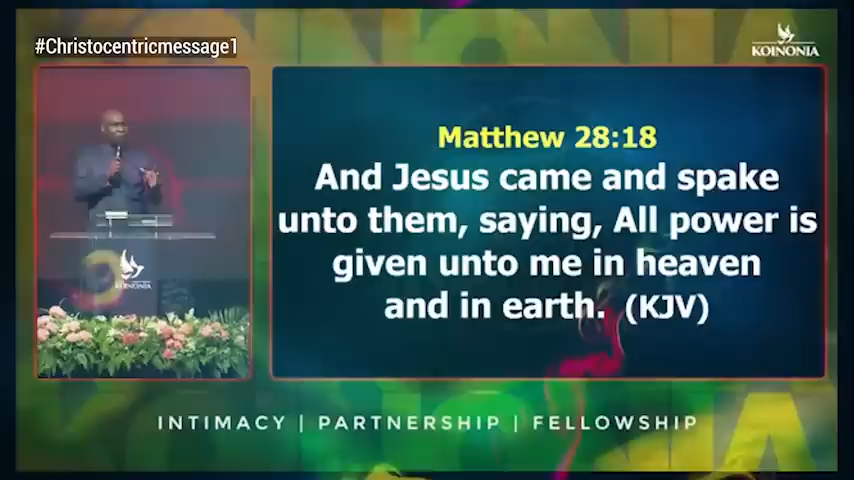 #Christocentricmessage1
KOINONIA
Matthew 28:18
And Jesus came and spake
unto them, saying, All power is
given unto me in heaven
and in earth. (KJV)
KOINONIA
INTIMACY | PARTNERSHIP | FELLOWSHIP